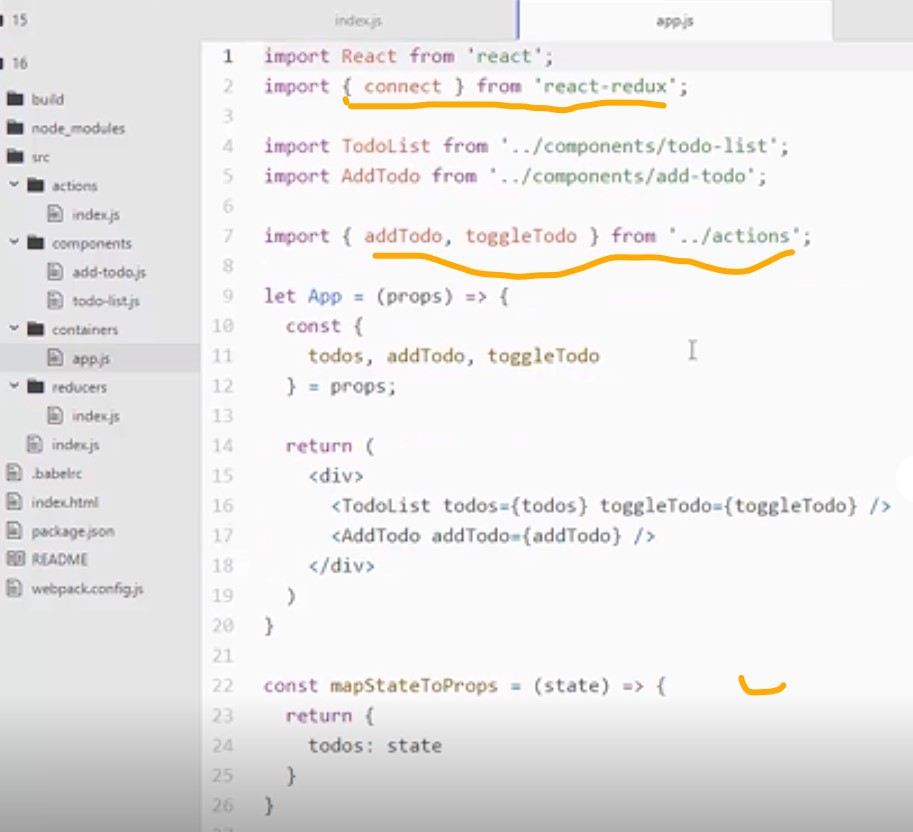 15
16
build
node_modules
src
actions
index.js
components
add-todo.js
todo-list.js
containers
app.js
reducers
index.js
index.js
.babelrc
index.html
package.json
README
webpack.config.js
index.js
app.js
1 import React from 'react';
2 import { connect } from 'react-redux';
3
4 import TodoList from '../components/todo-list';
5 import AddTodo from '../components/add-todo';
6
7 import { addTodo, toggleTodo } from '../actions';
8
9 let App = (props) => {
10 const {
11 todos, addTodo, toggleTodo
12 } = props;
13
14 return (
15 <div>
16 <TodoList todos={todos} toggleTodo={toggleTodo} />
17 <AddTodo addTodo={addTodo} />
18 </div>
19 )
20 }
21
22 const mapStateToProps = (state) => {
23 return {
24 todos: state
25 }
26 }